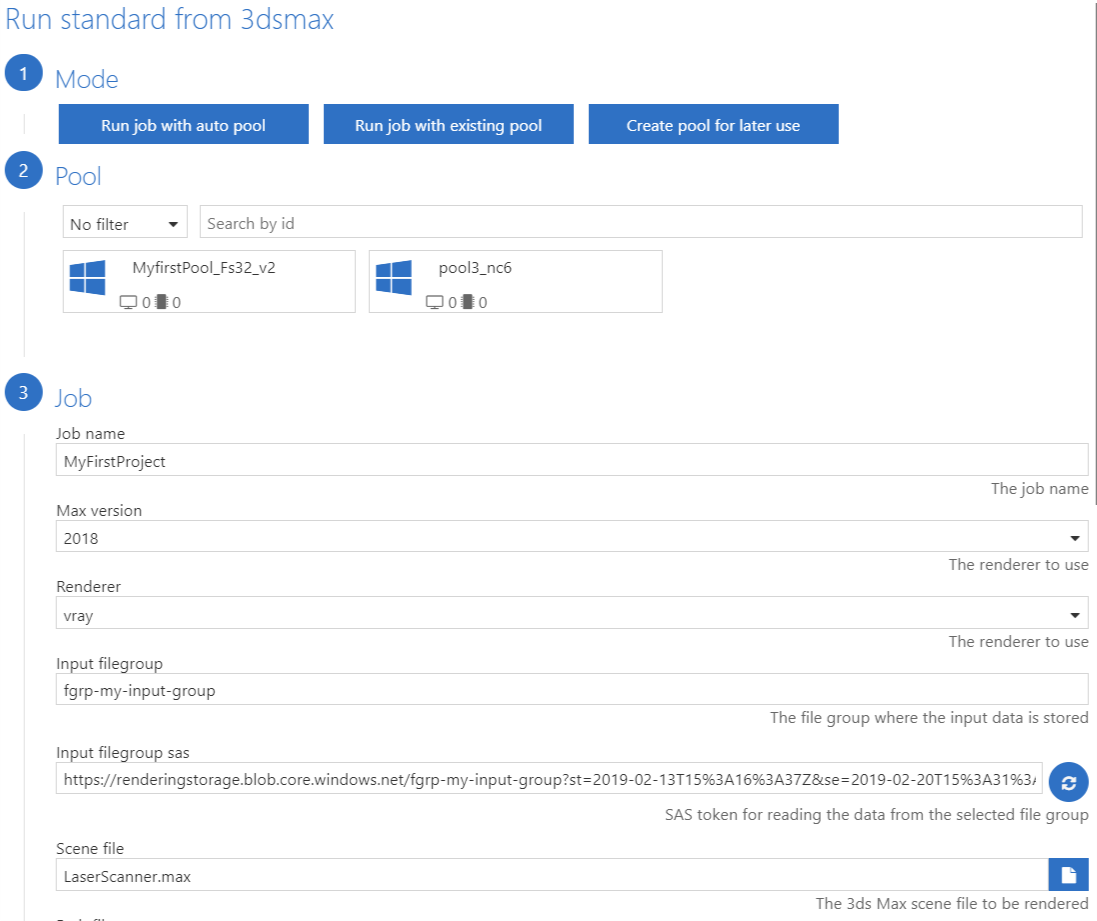 Run standard from 3dsmax
1
Mode
Run job with auto pool
Run job with existing pool
Create pool for later use
2
Pool
No filter
Search by id
MyfirstPool_Fs32_v2
0 0
pool3_nc6
0 0
3
Job
Job name
MyFirstProject
The job name
Max version
2018
The renderer to use
Renderer
vray
The renderer to use
Input filegroup
fgrp-my-input-group
The file group where the input data is stored
Input filegroup sas
https://renderingstorage.blob.core.windows.net/fgrp-my-input-group?st=2019-02-13T15%3A16%3A37Z&se=2019-02-20T15%3A31%3A
SAS token for reading the data from the selected file group
Scene file
LaserScanner.max
The 3ds Max scene file to be rendered